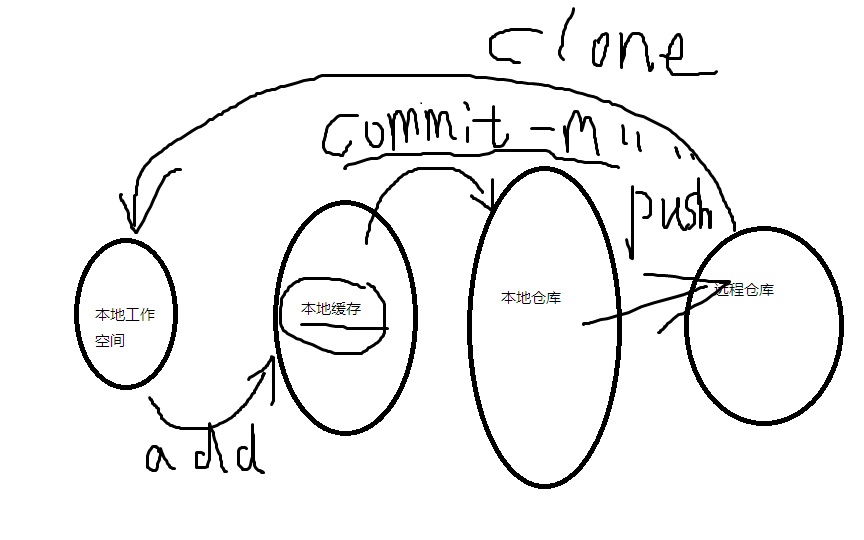 clone
commit -m " "
push
本地工作
空间
本地缓存
本地仓库
远程仓库
add